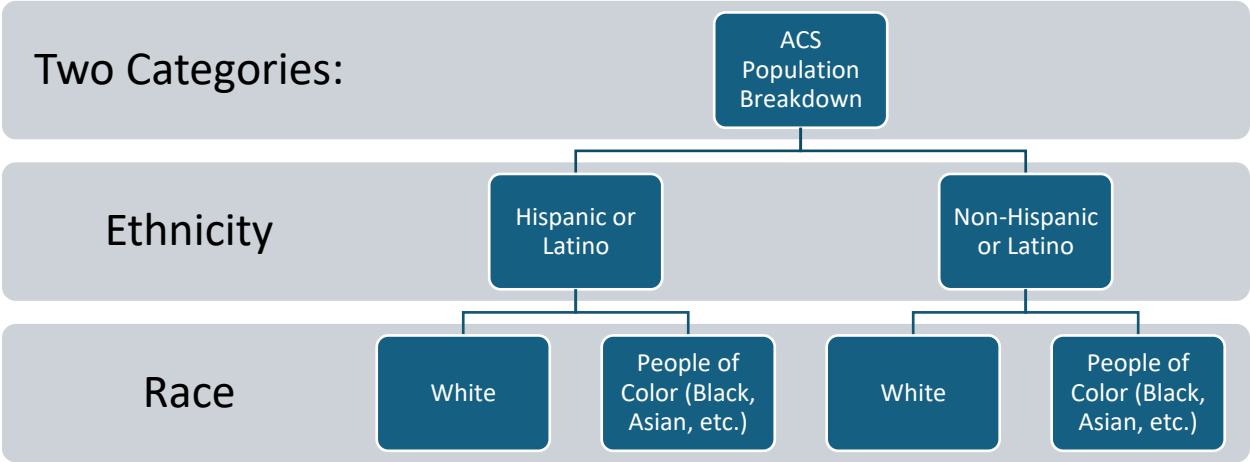 Two Categories:
ACS
Population
Breakdown
Ethnicity
Hispanic or
Latino
Non-Hispanic
or Latino
Race
White
People of
Color (Black,
Asian, etc.)
White
People of
Color (Black,
Asian, etc.)